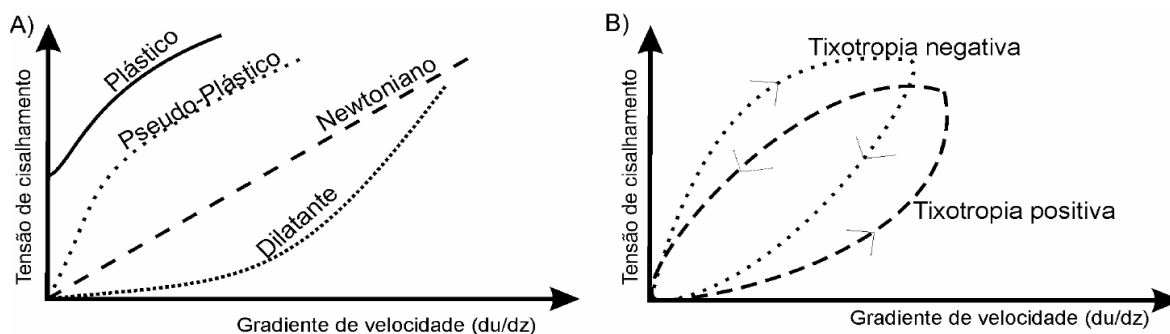 A)
Tensão de cisalhamento
Plástico
Pseudo-Plástico
Newtoniano
Dilatante
Gradiente de velocidade (du/dz)
B)
Tensão de cisalhamento
Tixotropia negativa
Tixotropia positiva
Gradiente de velocidade (du/dz)